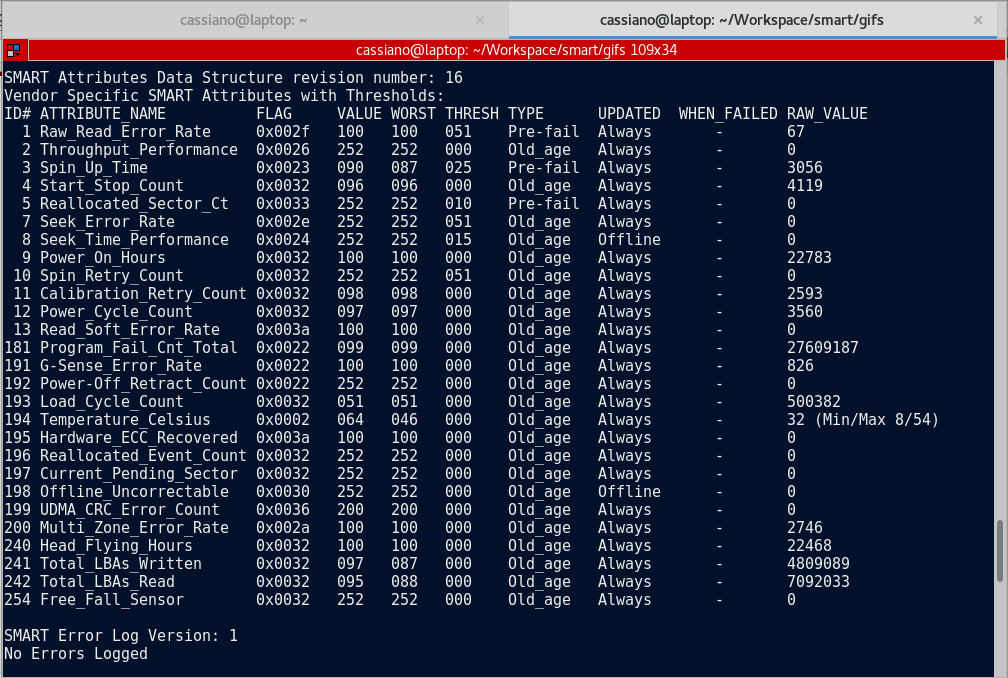 cassiano@laptop: ~ × cassiano@laptop: ~/Workspace/smart/gifs ×
cassiano@laptop: ~/Workspace/smart/gifs 109x34
SMART Attributes Data Structure revision number: 16
Vendor Specific SMART Attributes with Thresholds:
ID# ATTRIBUTE_NAME          FLAG     VALUE WORST THRESH TYPE      UPDATED  WHEN_FAILED RAW_VALUE
  1 Raw_Read_Error_Rate     0x002f   100   100   051    Pre-fail  Always       -       67
  2 Throughput_Performance  0x0026   252   252   000    Old_age   Always       -       0
  3 Spin_Up_Time            0x0023   090   087   025    Pre-fail  Always       -       3056
  4 Start_Stop_Count        0x0032   096   096   000    Old_age   Always       -       4119
  5 Reallocated_Sector_Ct   0x0033   252   252   010    Pre-fail  Always       -       0
  7 Seek_Error_Rate         0x002e   252   252   051    Old_age   Always       -       0
  8 Seek_Time_Performance   0x0024   252   252   015    Old_age   Offline      -       0
  9 Power_On_Hours          0x0032   100   100   000    Old_age   Always       -       22783
 10 Spin_Retry_Count        0x0032   252   252   051    Old_age   Always       -       0
 11 Calibration_Retry_Count 0x0032   098   098   000    Old_age   Always       -       2593
 12 Power_Cycle_Count       0x0032   097   097   000    Old_age   Always       -       3560
 13 Read_Soft_Error_Rate    0x003a   100   100   000    Old_age   Always       -       0
181 Program_Fail_Cnt_Total  0x0022   099   099   000    Old_age   Always       -       27609187
191 G-Sense_Error_Rate      0x0022   100   100   000    Old_age   Always       -       826
192 Power-Off_Retract_Count 0x0022   252   252   000    Old_age   Always       -       0
193 Load_Cycle_Count        0x0032   051   051   000    Old_age   Always       -       500382
194 Temperature_Celsius     0x0002   064   046   000    Old_age   Always       -       32 (Min/Max 8/54)
195 Hardware_ECC_Recovered  0x003a   100   100   000    Old_age   Always       -       0
196 Reallocated_Event_Count 0x0032   252   252   000    Old_age   Always       -       0
197 Current_Pending_Sector  0x0032   252   252   000    Old_age   Always       -       0
198 Offline_Uncorrectable   0x0030   252   252   000    Old_age   Offline      -       0
199 UDMA_CRC_Error_Count    0x0036   200   200   000    Old_age   Always       -       0
200 Multi_Zone_Error_Rate   0x002a   100   100   000    Old_age   Always       -       2746
240 Head_Flying_Hours       0x0032   100   100   000    Old_age   Always       -       22468
241 Total_LBAs_Written      0x0032   097   087   000    Old_age   Always       -       4809089
242 Total_LBAs_Read         0x0032   095   088   000    Old_age   Always       -       7092033
254 Free_Fall_Sensor        0x0032   252   252   000    Old_age   Always       -       0
SMART Error Log Version: 1
No Errors Logged